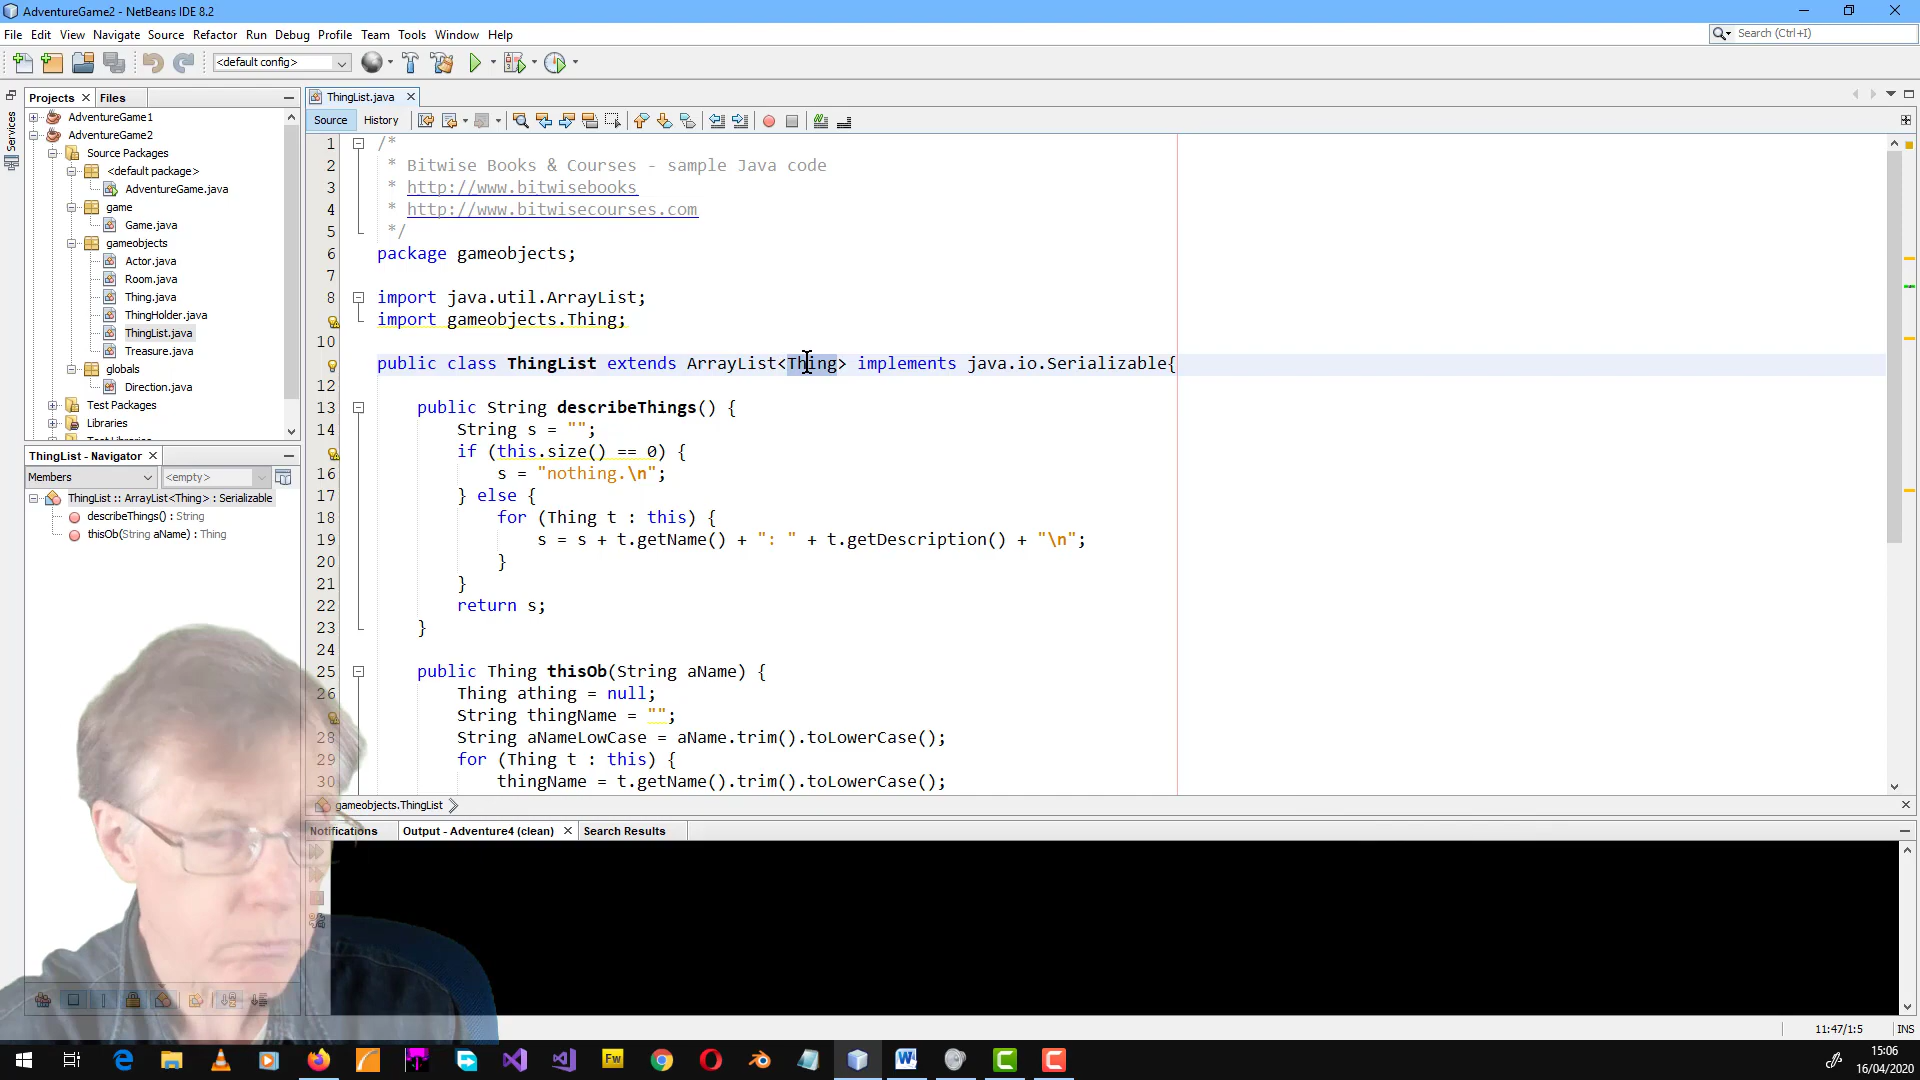 AdventureGame2 - NetBeans IDE 8.2
File Edit View Navigate Source Refactor Run Debug Profile Team Tools Window Help
Search (Ctrl+I)
<default config>
Projects
Files
Services
AdventureGame1
AdventureGame2
Source Packages
<default package>
AdventureGame.java
game
Game.java
gameobjects
Actor.java
Room.java
Thing.java
ThingHolder.java
ThingList.java
Treasure.java
globals
Direction.java
Test Packages
Libraries
ThingList - Navigator
Members
<empty>
ThingList :: ArrayList<Thing> : Serializable
describeThings() : String
thisOb(String aName) : Thing
ThingList.java
Source
History
1 /*
2 * Bitwise Books & Courses - sample Java code
3 * http://www.bitwisebooks
4 * http://www.bitwisecourses.com
5 */
6 package gameobjects;
7
8 import java.util.ArrayList;
import gameobjects.Thing;
10
public class ThingList extends ArrayList<Thing> implements java.io.Serializable{
12
13 public String describeThings() {
14 String s = "";
if (this.size() == 0) {
16 s = "nothing.\n";
17 } else {
18 for (Thing t : this) {
19 s = s + t.getName() + ": " + t.getDescription() + "\n";
20 }
21 }
22 return s;
23 }
24
25 public Thing thisOb(String aName) {
26 Thing athing = null;
String thingName = "";
28 String aNameLowCase = aName.trim().toLowerCase();
29 for (Thing t : this) {
30 thingName = t.getName().trim().toLowerCase();
gameobjects.ThingList
Notifications
Output - Adventure4 (clean)
Search Results
11:47/1:5
INS
Fw
15:06
16/04/2020